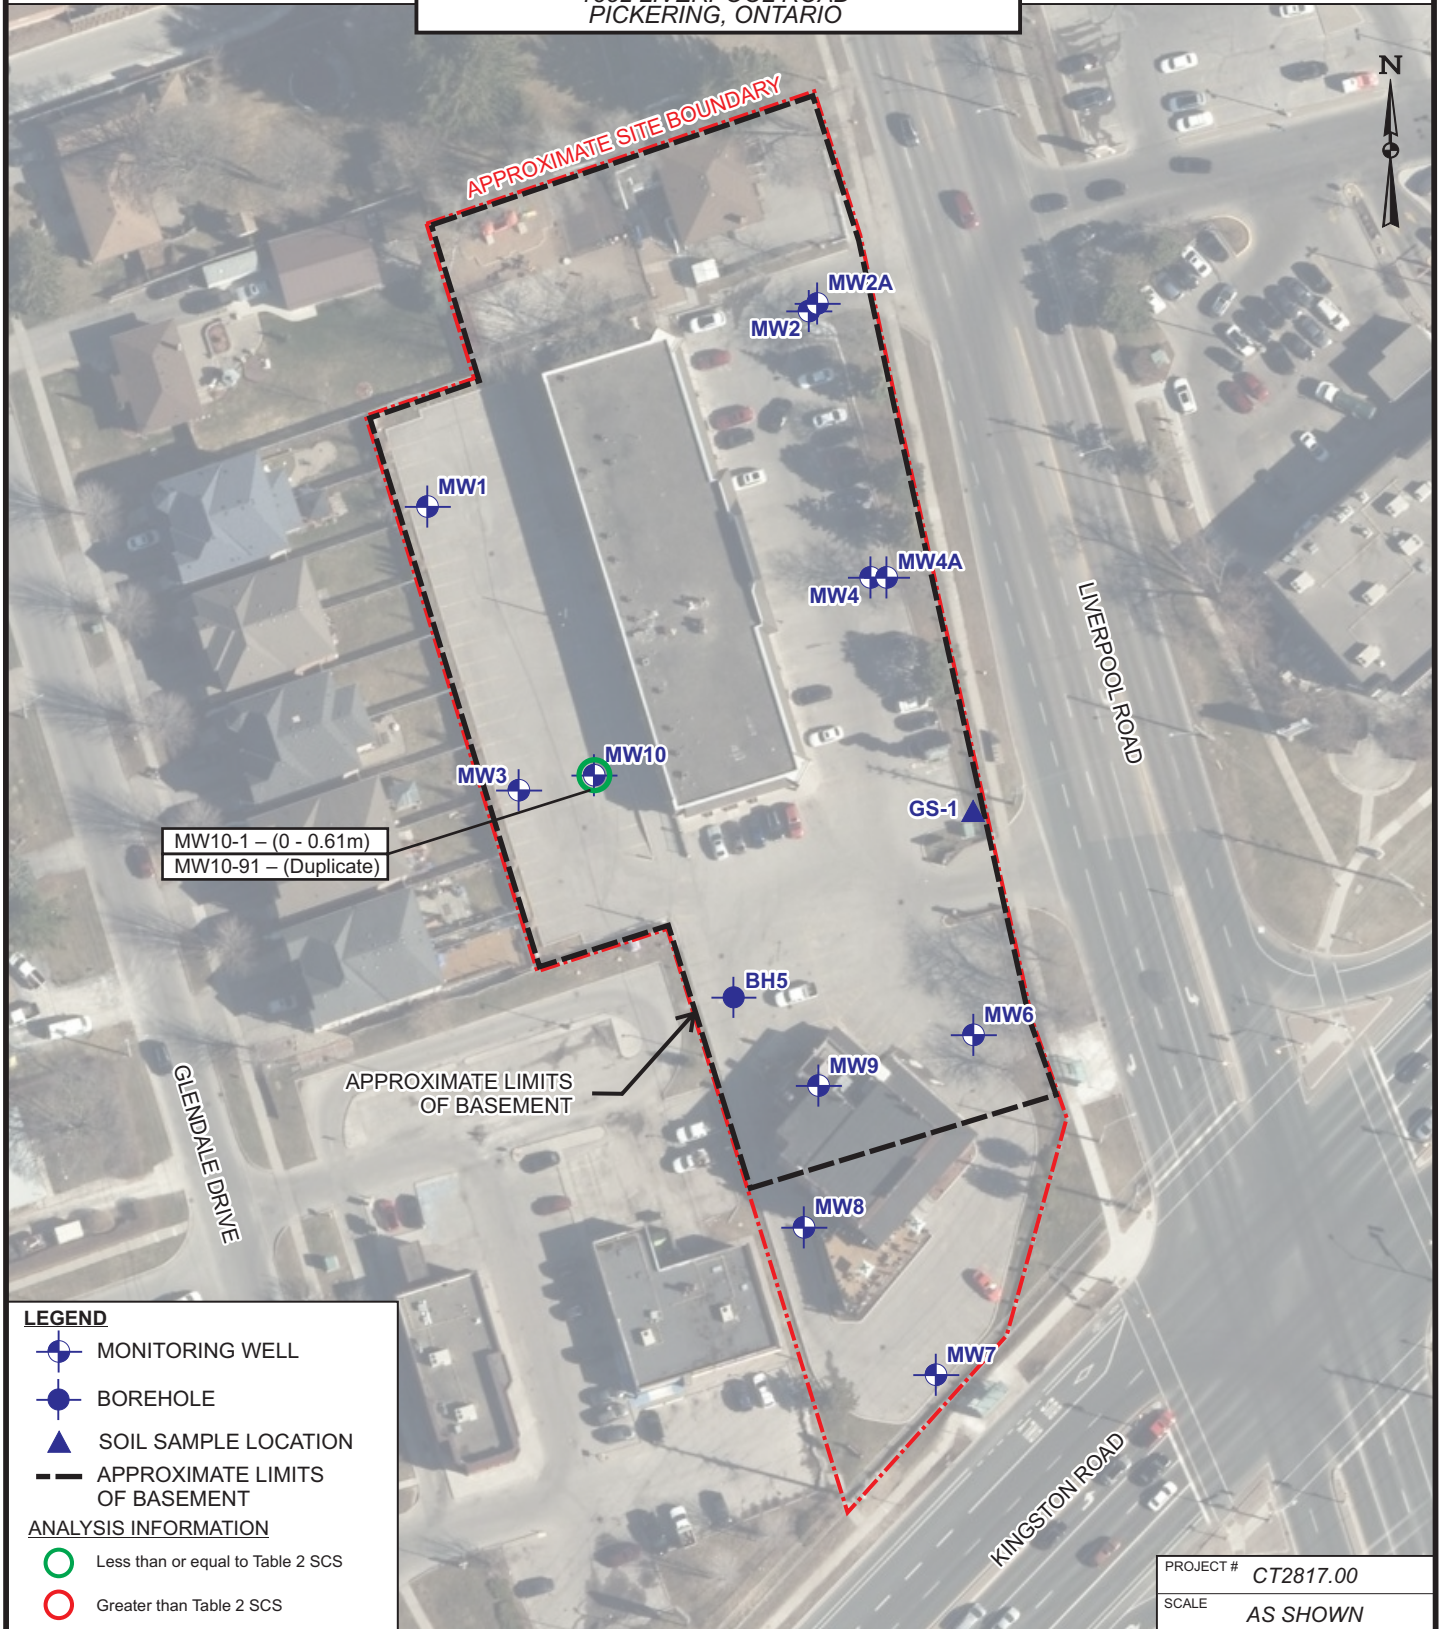 PICKERING, ONTARIO
N
APPROXIMATE SITE BOUNDARY
MW2A
MW2
MW1
MW4A
MW4
LIVERPOOL ROAD
MW10
MW3
GS-1
MW10-1 – (0 - 0.61m)
MW10-91 – (Duplicate)
BH5
MW6
MW9
APPROXIMATE LIMITS
OF BASEMENT
GLENDALE DRIVE
MW8
MW7
KINGSTON ROAD
LEGEND
MONITORING WELL
BOREHOLE
SOIL SAMPLE LOCATION
APPROXIMATE LIMITS
OF BASEMENT
ANALYSIS INFORMATION
Less than or equal to Table 2 SCS
Greater than Table 2 SCS
PROJECT # CT2817.00
SCALE AS SHOWN